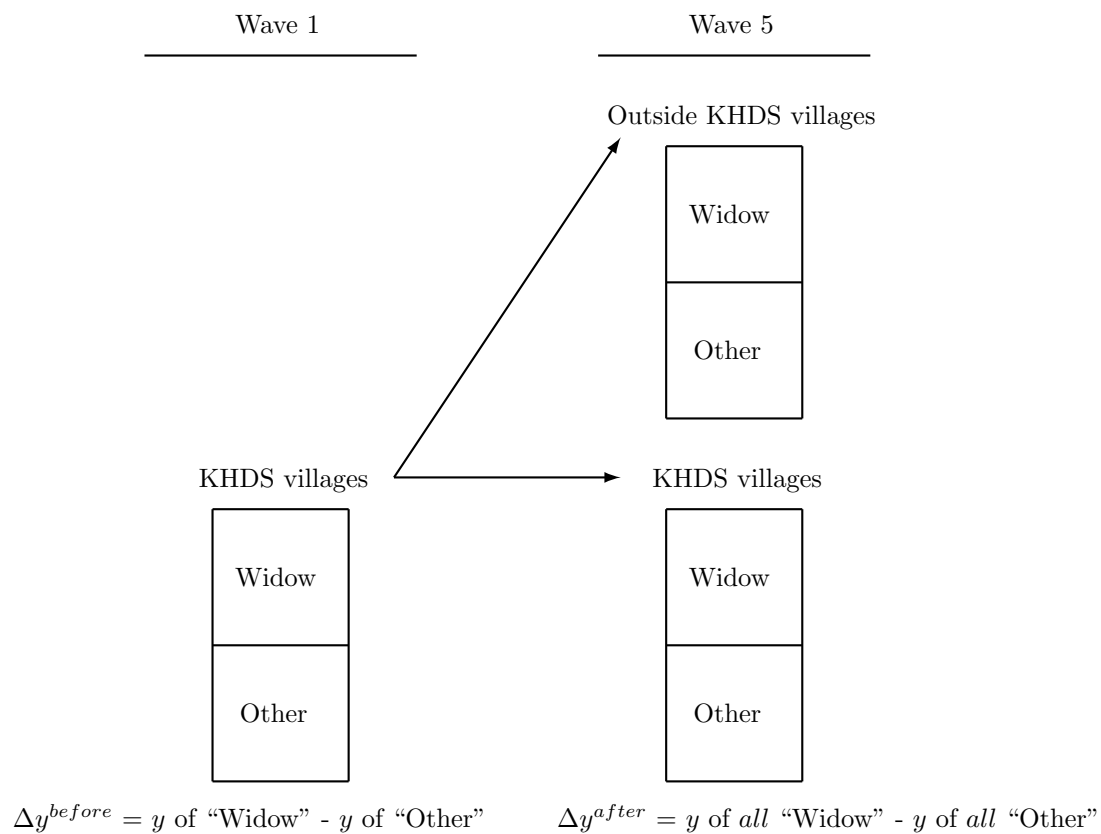 Wave 1
Wave 5
Outside KHDS villages
Widow
Other
KHDS villages
KHDS villages
Widow
Widow
Other
Other
Δy^{before} = y of “Widow” - y of “Other”
Δy^{after} = y of all “Widow” - y of all “Other”